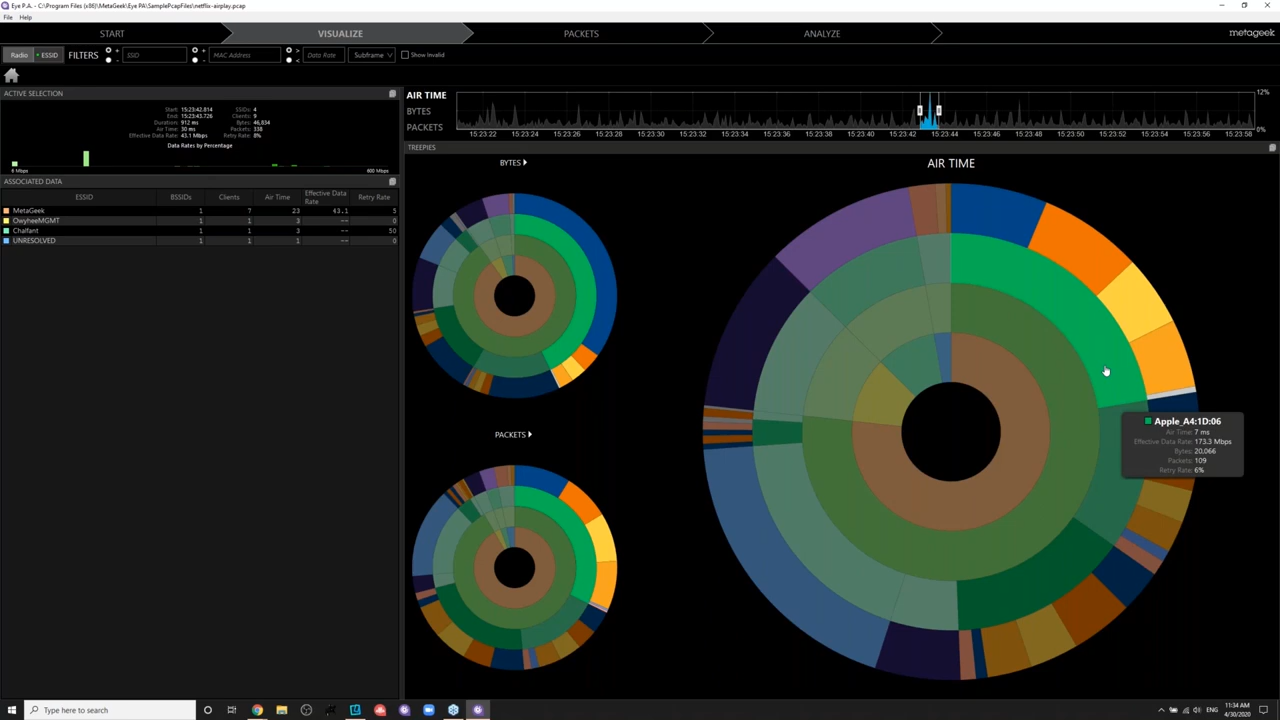 Eye P.A. - C:\Program Files (x86)\MetaGeek\Eye PA\SamplePcapFiles\netflix-airplay.pcap
File Help
START VISUALIZE PACKETS ANALYZE
metageek
Radio ESSID FILTERS + - SSID + - MAC Address > < Data Rate Subframe Show Invalid
ACTIVE SELECTION
Start: 15:23:42.814 SSIDs: 4
End: 15:23:43.726 Clients: 9
Duration: 912 ms Bytes: 46,834
Air Time: 30 ms Packets: 338
Effective Data Rate: 43.1 Mbps Retry Rate: 8%
Data Rates by Percentage
6 Mbps 600 Mbps
ASSOCIATED DATA
ESSID BSSIDs Clients Air Time Effective Data Rate Retry Rate
MetaGeek 1 7 23 43.1 5
OwyheeMGMT 1 1 3 -- 0
Chalfant 1 1 3 -- 50
UNRESOLVED 1 1 1 -- 0
AIR TIME
BYTES
PACKETS
12%
0%
15:23:22 15:23:24 15:23:26 15:23:28 15:23:30 15:23:32 15:23:34 15:23:36 15:23:38 15:23:40 15:23:42 15:23:44 15:23:46 15:23:48 15:23:50 15:23:52 15:23:54 15:23:56 15:23:58
TREEPIES
BYTES
AIR TIME
PACKETS
Apple_A4:1D:06
Air Time: 7 ms
Effective Data Rate: 173.3 Mbps
Bytes: 20,066
Packets: 109
Retry Rate: 6%
Type here to search
ENG
11:34 AM
4/30/2020